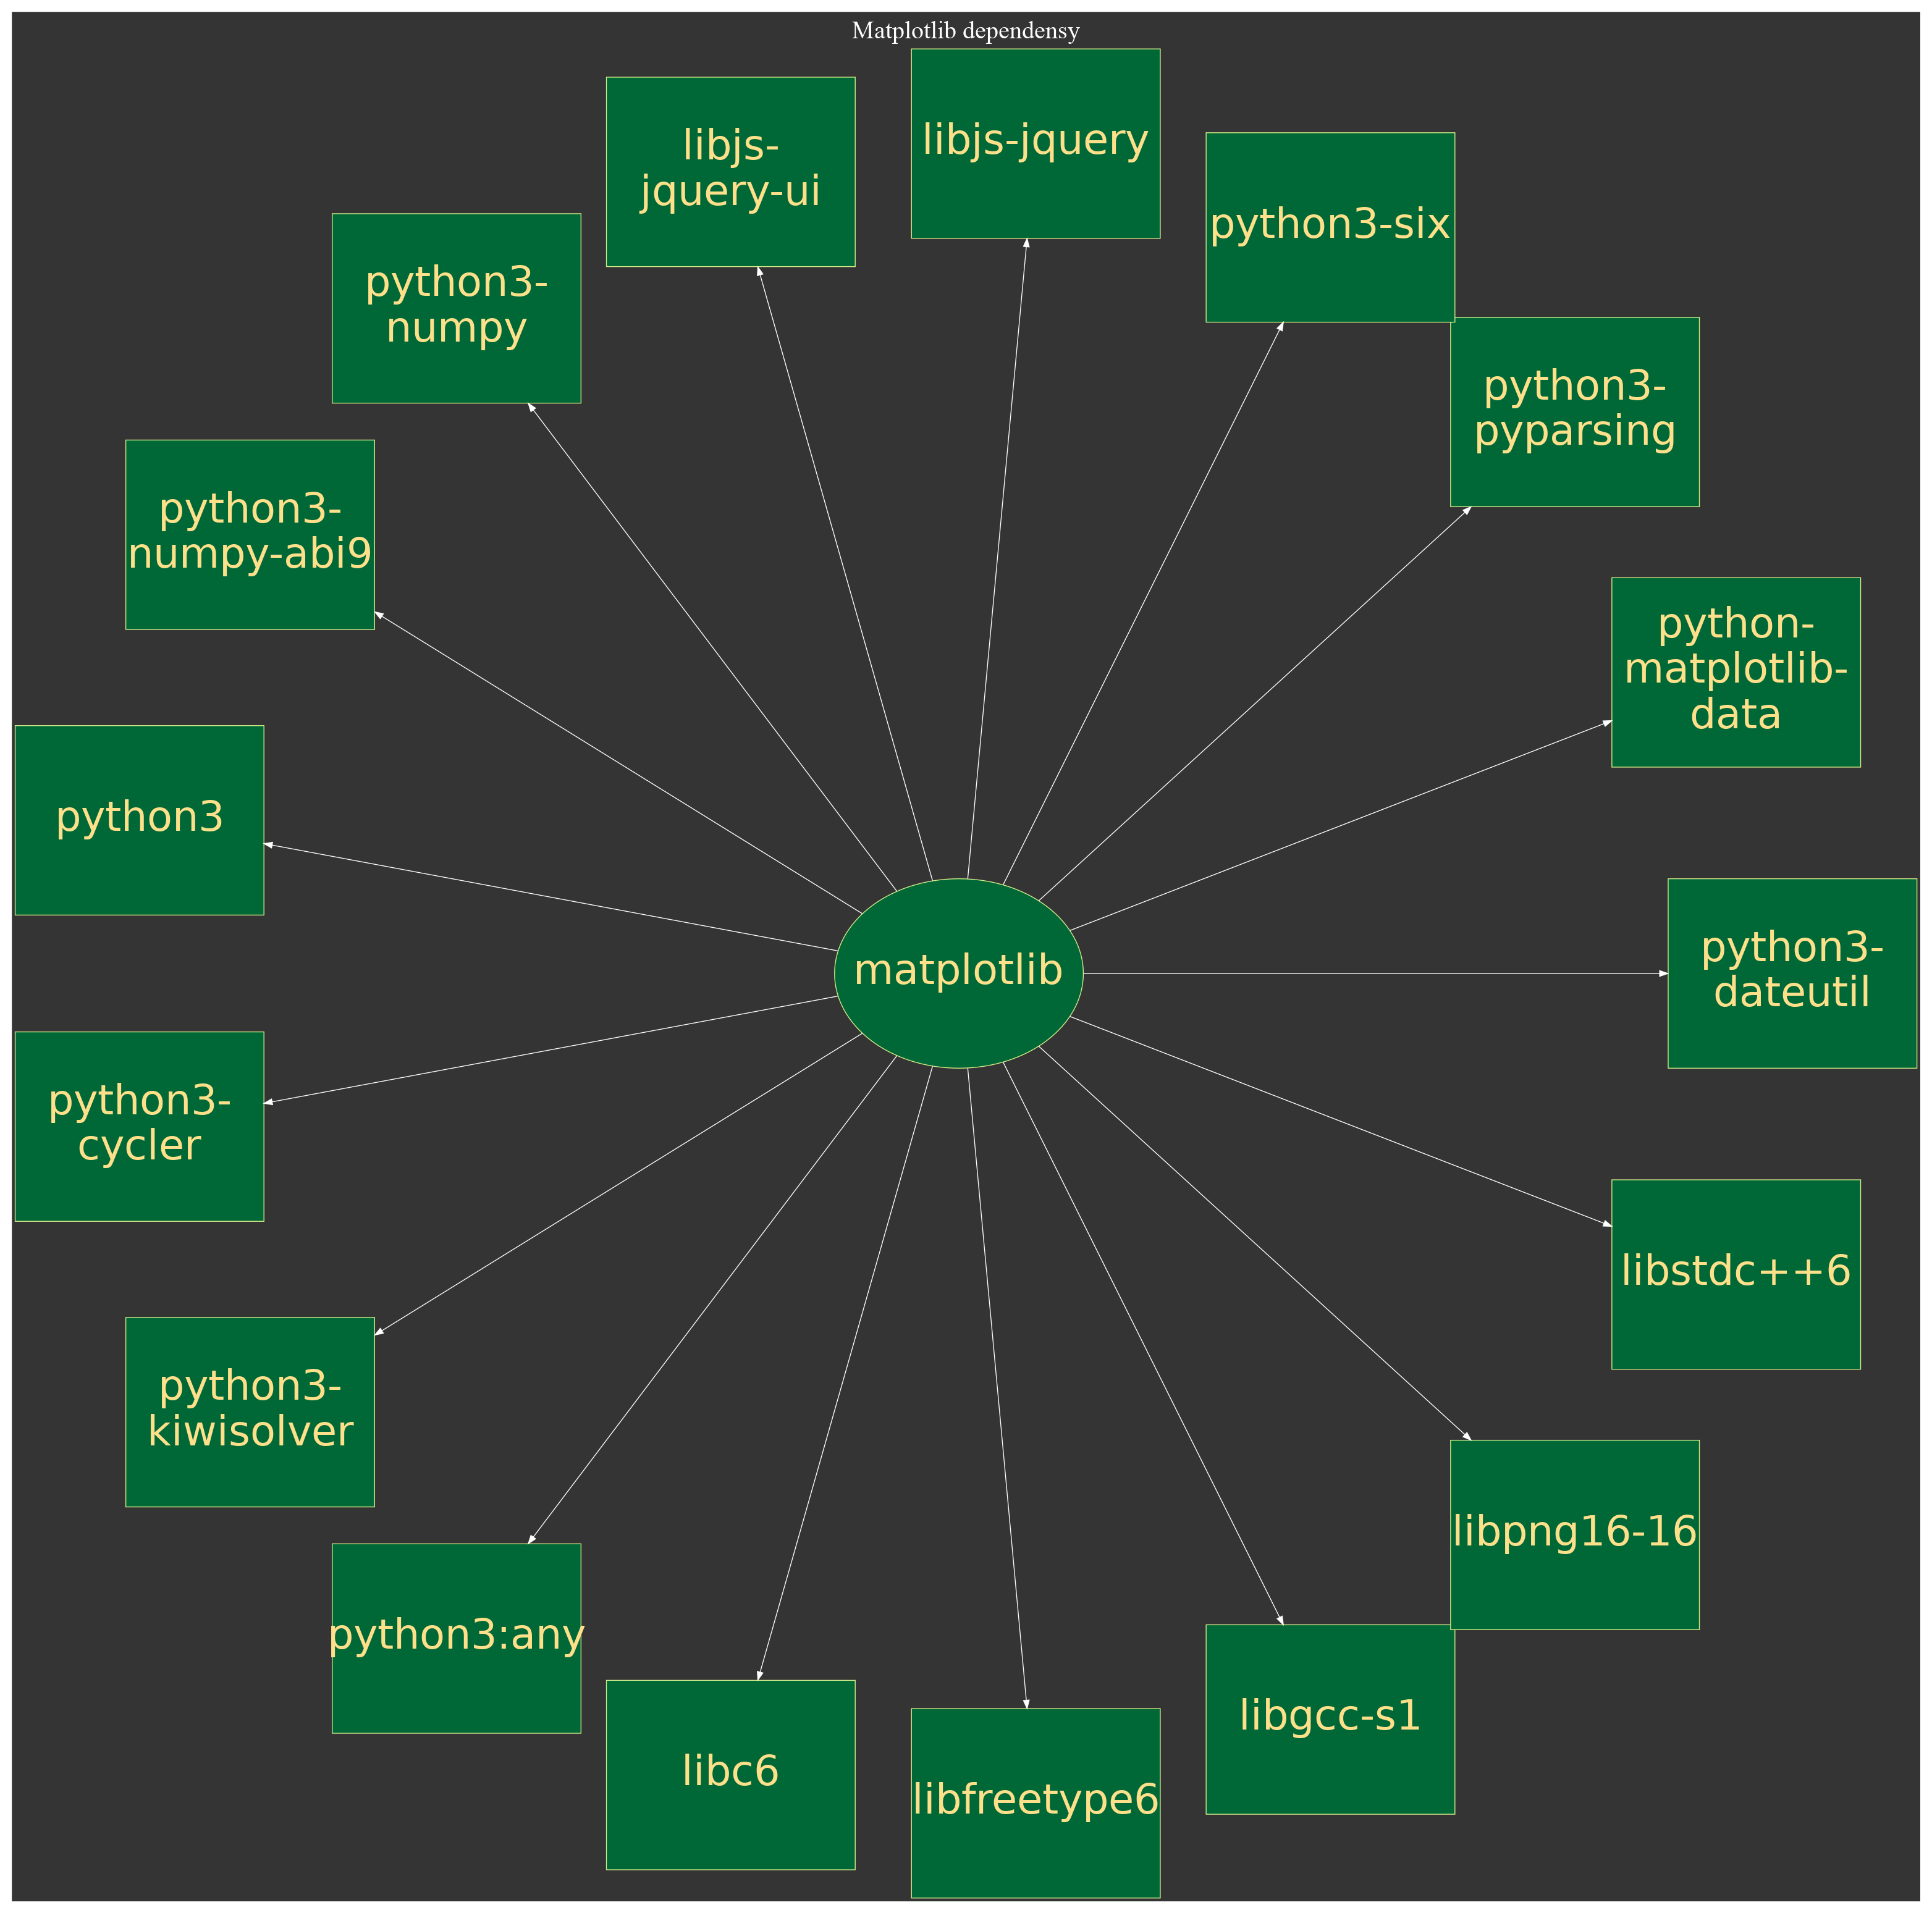 Matplotlib dependensy
libjs-jquery
libjs-
jquery-ui
python3-six
python3-
numpy
python3-
pyparsing
python3-
numpy-abi9
python-
matplotlib-
data
python3
python3-
dateutil
matplotlib
python3-
cycler
libstdc++6
python3-
kiwisolver
libpng16-16
python3:any
libgcc-s1
libc6
libfreetype6